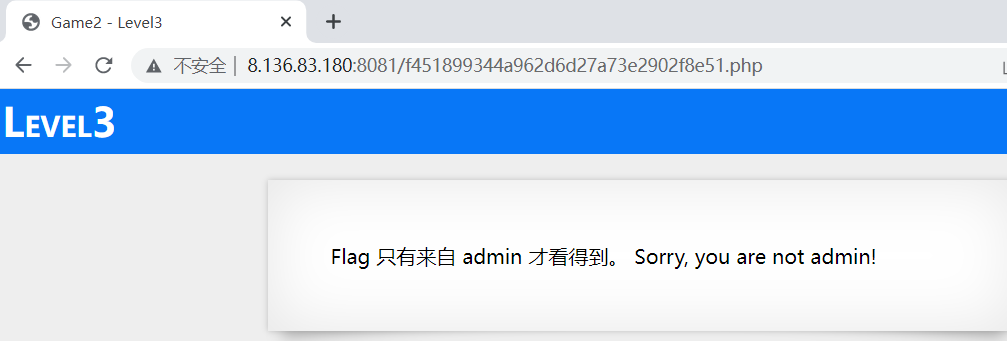 Game2 - Level3
不安全 | 8.136.83.180:8081/f451899344a962d6d27a73e2902f8e51.php
LEVEL3
Flag 只有来自 admin 才看得到。 Sorry, you are not admin!